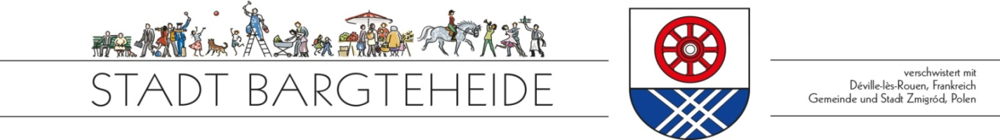 STADT BARGTEHEIDE
verschwistert mit
Déville-lès-Rouen, Frankreich
Gemeinde und Stadt Zmigród, Polen